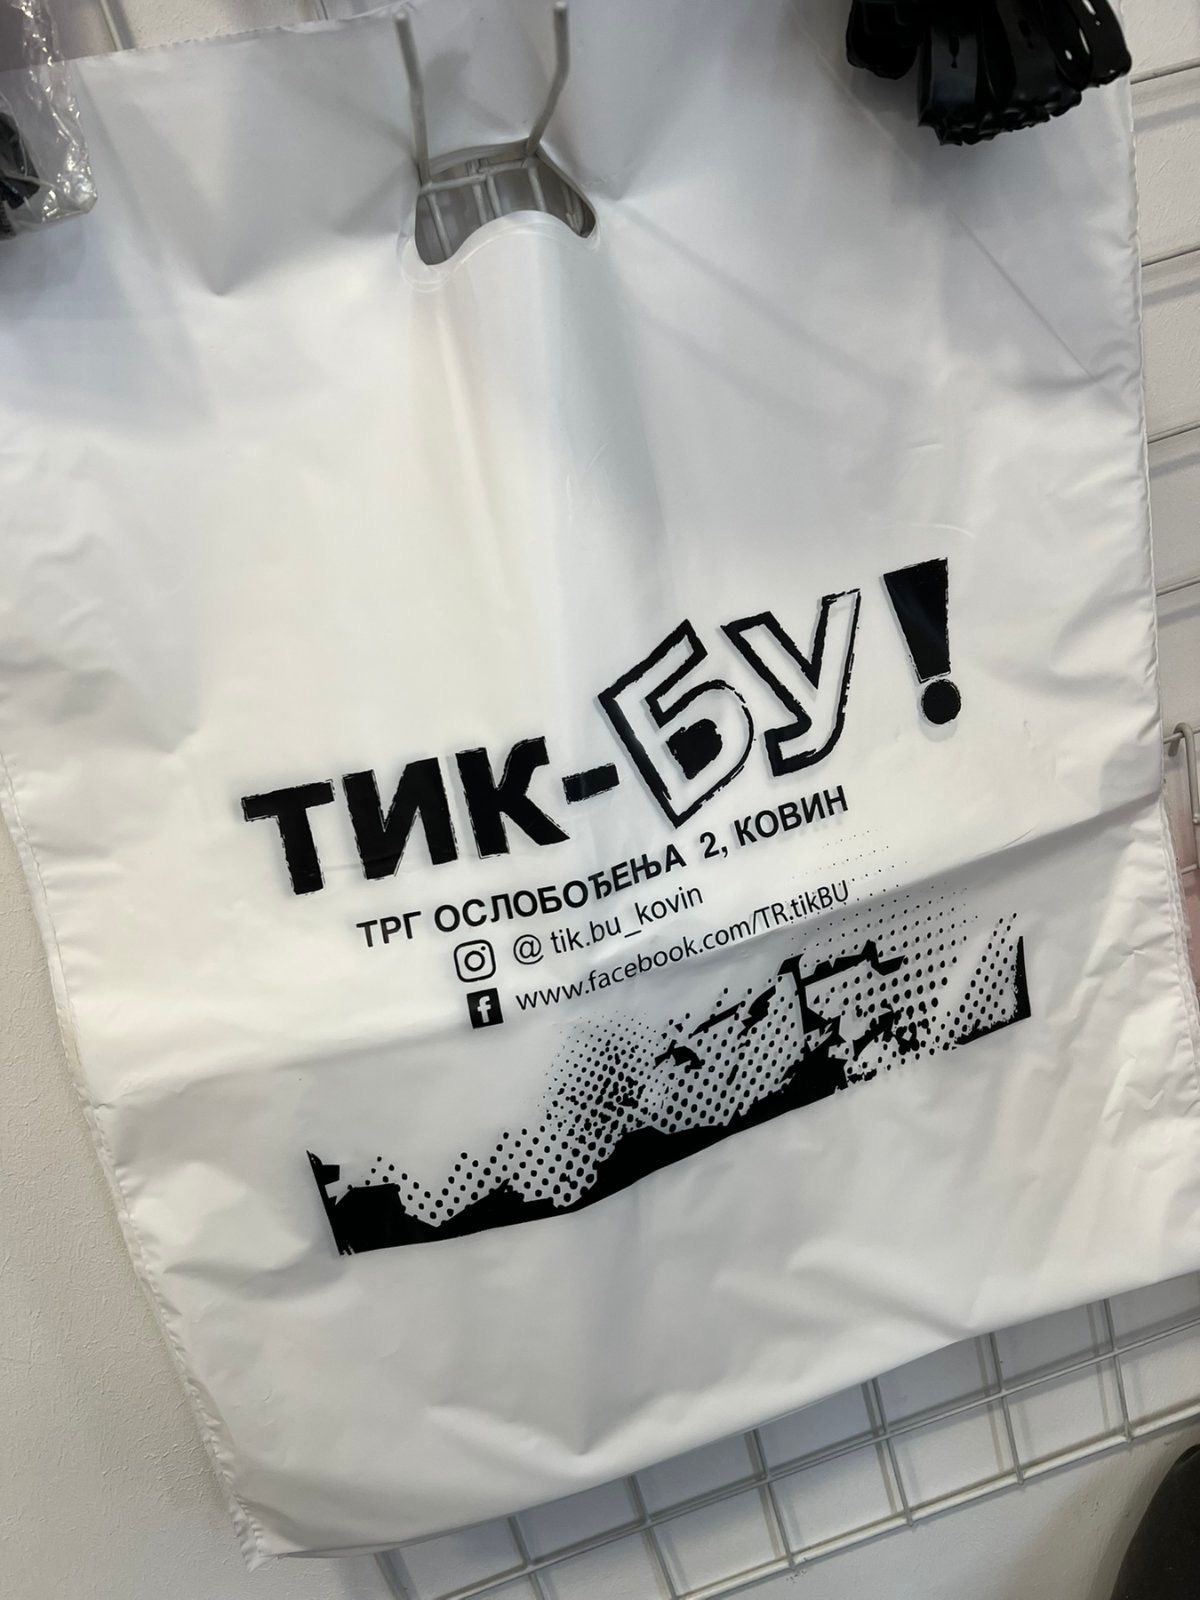 ТИК-БУ!
ТРГ ОСЛОБОЂЕЊА 2, КОВИН
@ tik.bu_kovin
www.facebook.com/TR.tikBU